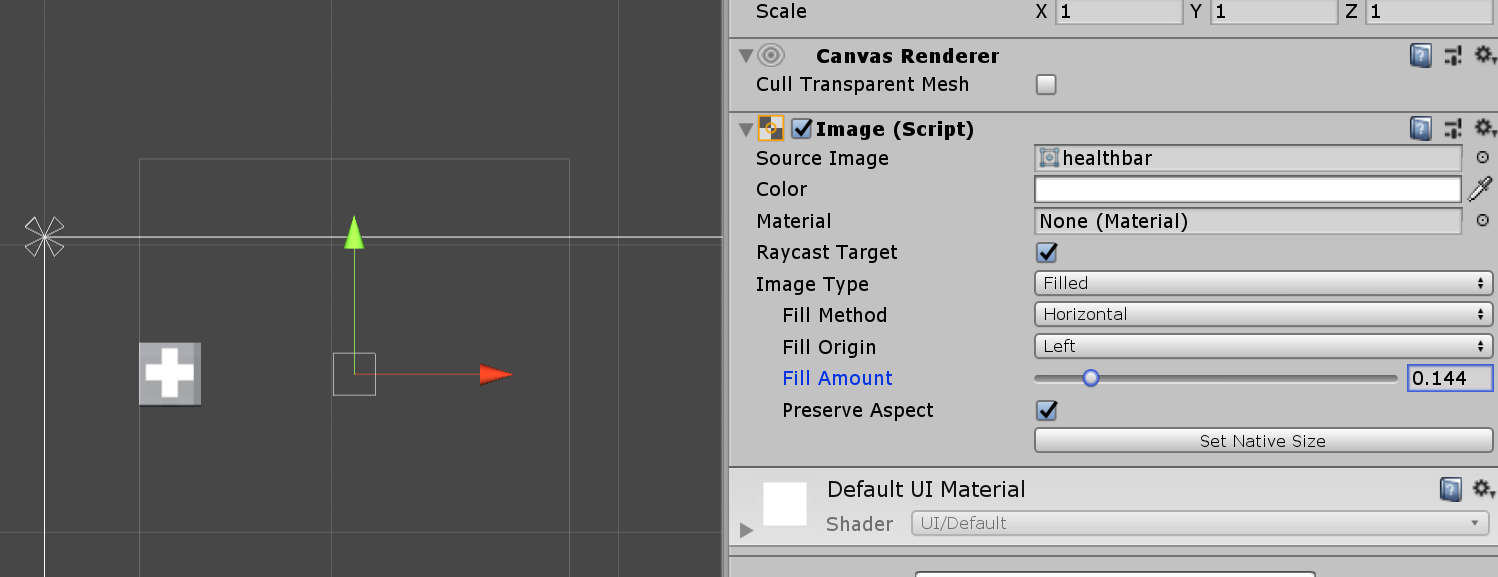 Scale X 1 Y 1 Z 1
Canvas Renderer
Cull Transparent Mesh
Image (Script)
Source Image healthbar
Color
Material None (Material)
Raycast Target
Image Type Filled
Fill Method Horizontal
Fill Origin Left
Fill Amount 0.144
Preserve Aspect
Set Native Size
Default UI Material
Shader UI/Default